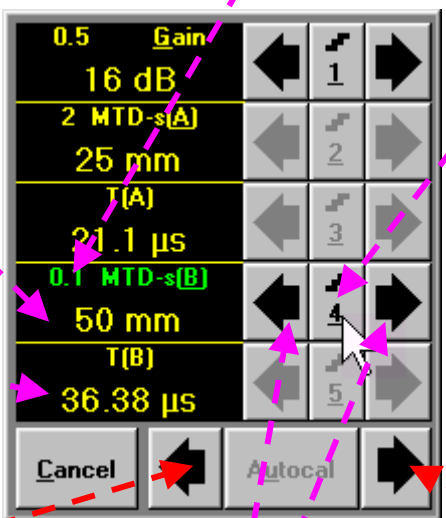 0.5 Gain
16 dB
1
2 MTD-s(A)
25 mm
2
T(A)
21.1 µs
3
0.1 MTD-s(B)
50 mm
4
T(B)
36.38 µs
5
Cancel
Autocal